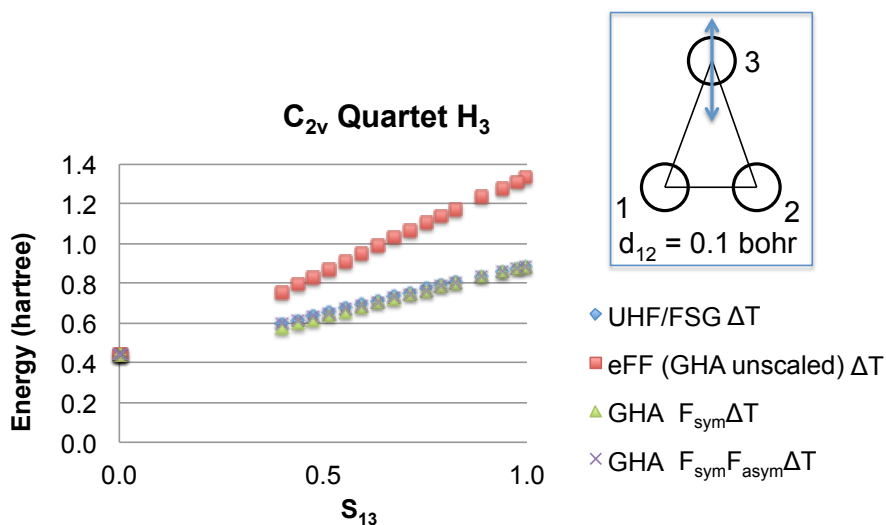 C2v Quartet H3
Energy (hartree)
1.4
1.2
1.0
0.8
0.6
0.4
0.2
0.0
0.0
0.5
1.0
S13
3
1
2
d12 = 0.1 bohr
UHF/FSG ΔT
eFF (GHA unscaled) ΔT
GHA FsymΔT
GHA FsymFasymΔT